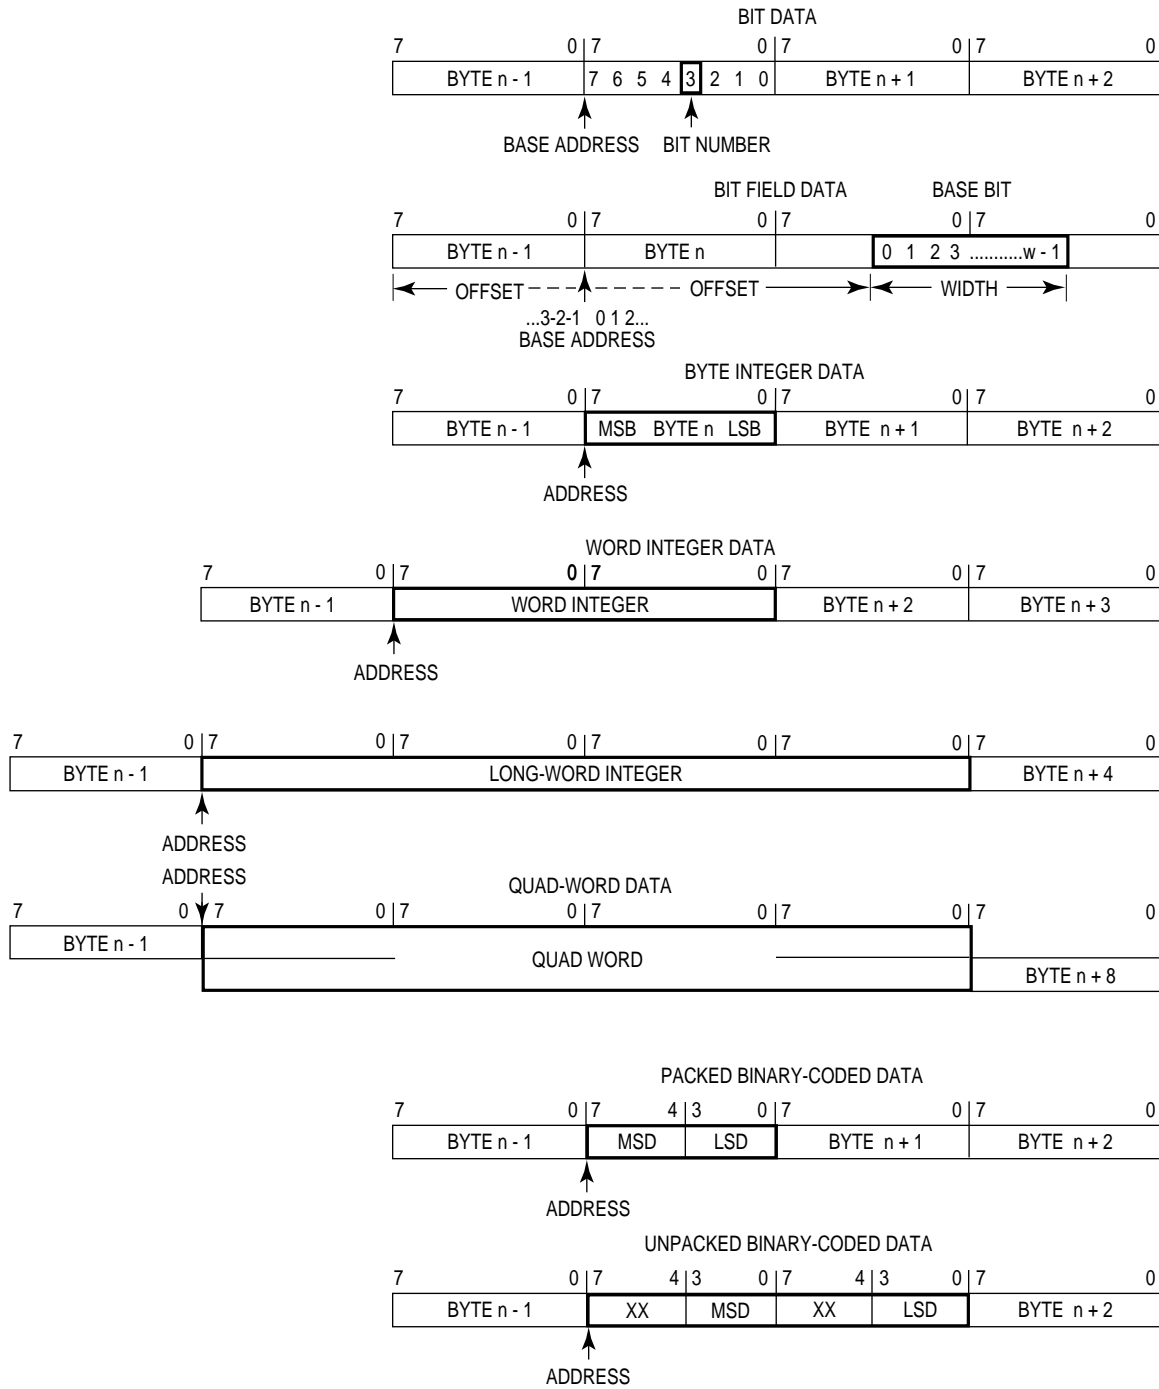 BIT DATA
7 0 7 0 7 0 7 0
BYTE n - 1 7 6 5 4 3 2 1 0 BYTE n + 1 BYTE n + 2
BASE ADDRESS BIT NUMBER
BIT FIELD DATA BASE BIT
7 0 7 0 7 0 7 0
BYTE n - 1 BYTE n 0 1 2 3 ...........w - 1
OFFSET OFFSET WIDTH
...3-2-1 0 1 2...
BASE ADDRESS
BYTE INTEGER DATA
7 0 7 0 7 0 7 0
BYTE n - 1 MSB BYTE n LSB BYTE n + 1 BYTE n + 2
ADDRESS
WORD INTEGER DATA
7 0 7 0 7 0 7 0 7 0
BYTE n - 1 WORD INTEGER BYTE n + 2 BYTE n + 3
ADDRESS
7 0 7 0 7 0 7 0 7 0 7 0
BYTE n - 1 LONG-WORD INTEGER BYTE n + 4
ADDRESS
ADDRESS
QUAD-WORD DATA
7 0 7 0 7 0 7 0 7 0 7 0
BYTE n - 1 QUAD WORD BYTE n + 8
PACKED BINARY-CODED DATA
7 0 7 4 3 0 7 0 7 0
BYTE n - 1 MSD LSD BYTE n + 1 BYTE n + 2
ADDRESS
UNPACKED BINARY-CODED DATA
7 0 7 4 3 0 7 4 3 0 7 0
BYTE n - 1 XX MSD XX LSD BYTE n + 2
ADDRESS